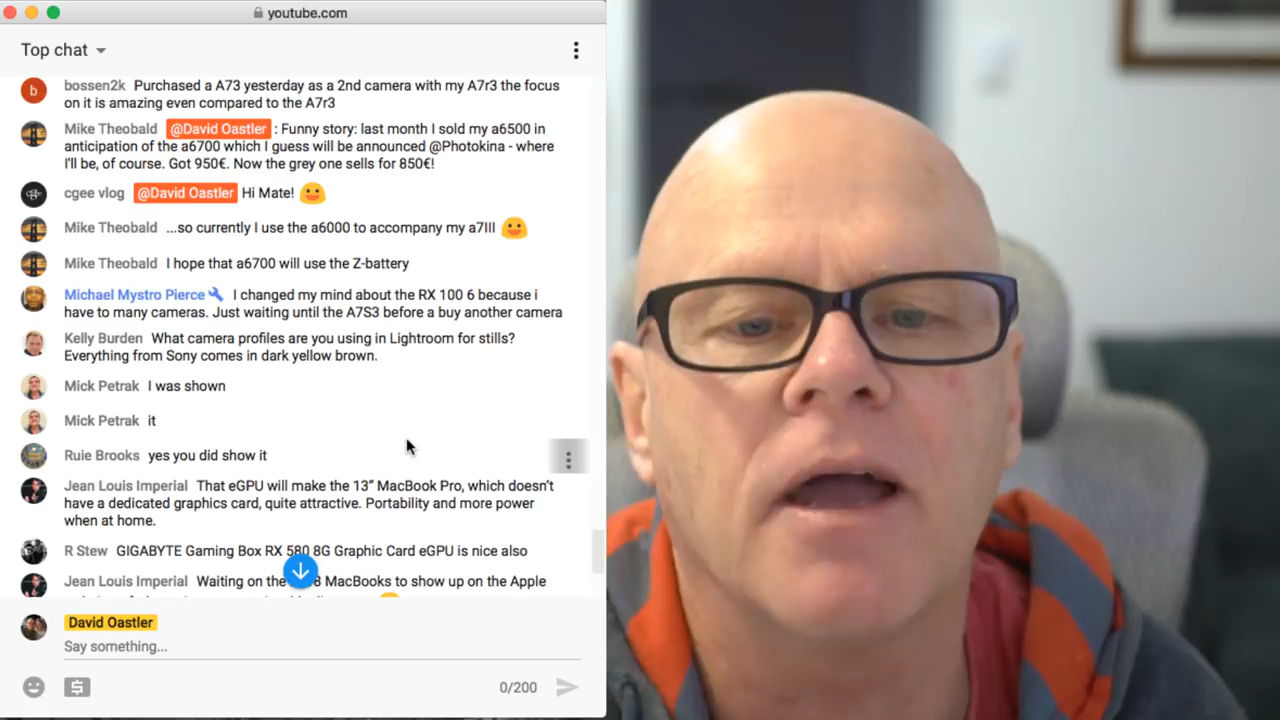 youtube.com
Top chat
b
bossen2k Purchased a A73 yesterday as a 2nd camera with my A7r3 the focus
on it is amazing even compared to the A7r3
Mike Theobald @David Oastler : Funny story: last month I sold my a6500 in
anticipation of the a6700 which I guess will be announced @Photokina - where
I'll be, of course. Got 950€. Now the grey one sells for 850€!
cgee vlog @David Oastler Hi Mate!
Mike Theobald ...so currently I use the a6000 to accompany my a7III
Mike Theobald I hope that a6700 will use the Z-battery
Michael Mystro Pierce I changed my mind about the RX 100 6 because i
have to many cameras. Just waiting until the A7S3 before a buy another camera
Kelly Burden What camera profiles are you using in Lightroom for stills?
Everything from Sony comes in dark yellow brown.
Mick Petrak I was shown
Mick Petrak it
Ruie Brooks yes you did show it
Jean Louis Imperial That eGPU will make the 13” MacBook Pro, which doesn’t
have a dedicated graphics card, quite attractive. Portability and more power
when at home.
R Stew GIGABYTE Gaming Box RX 580 8G Graphic Card eGPU is nice also
Jean Louis Imperial Waiting on the 8 MacBooks to show up on the Apple
David Oastler
Say something...
0/200